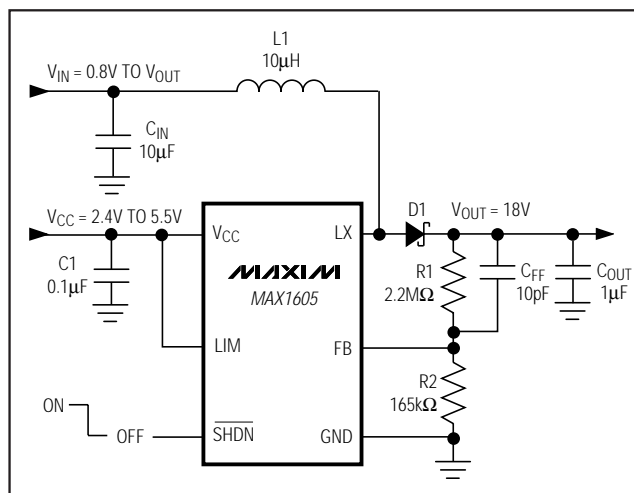 L1
10µH
VIN = 0.8V TO VOUT
CIN
10µF
VCC = 2.4V TO 5.5V
C1
0.1µF
VCC
LX
D1
VOUT = 18V
MAXIM
MAX1605
R1
2.2MΩ
CFF
10pF
COUT
1µF
LIM
FB
R2
165kΩ
ON
OFF
SHDN
GND